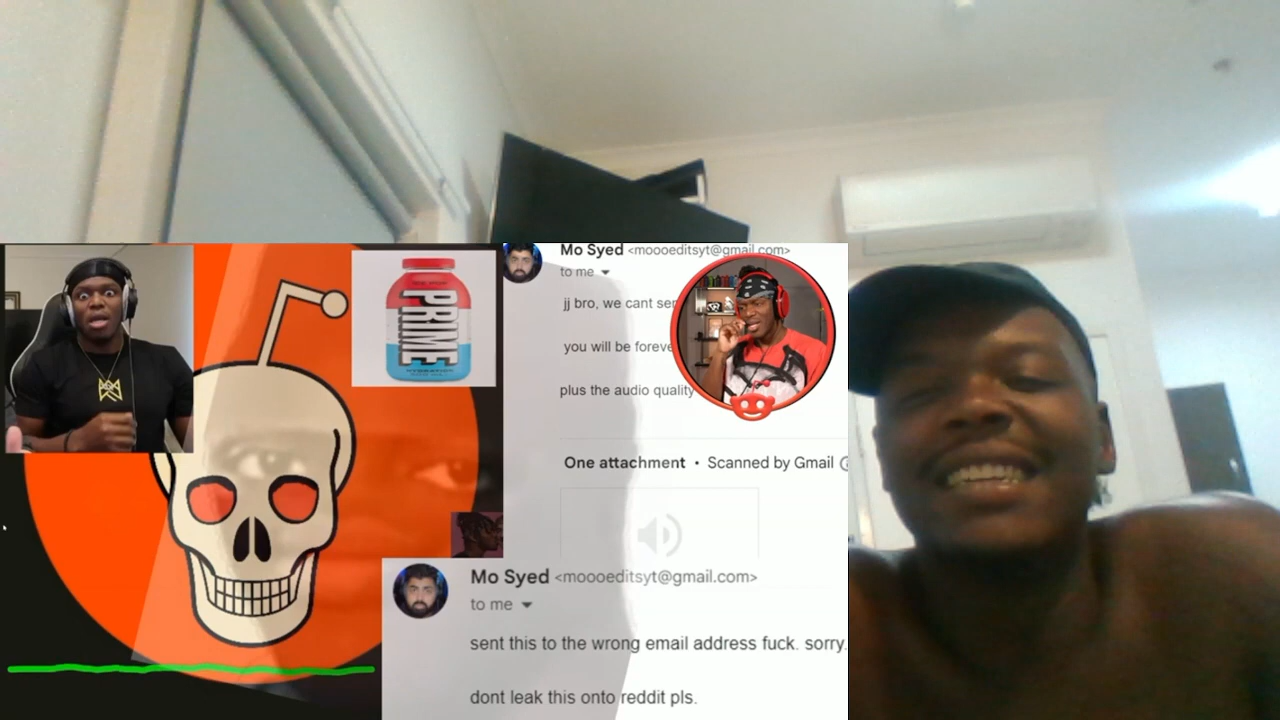 PRIME
HYDRATION
Mo Syed <moooeditsyt@gmail.com>
to me
jj bro, we cant
you will be
plus the audio quality
One attachment • Scanned by Gmail
Mo Syed <moooeditsyt@gmail.com>
to me
sent this to the wrong email address fuck. sorry.
dont leak this onto reddit pls.